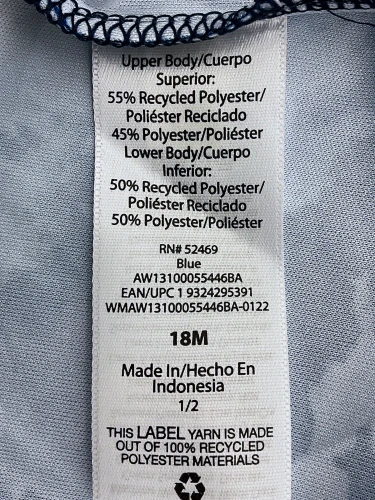 Upper Body/Cuerpo
Superior:
55% Recycled Polyester/
Poliéster Reciclado
45% Polyester/Poliéster
Lower Body/Cuerpo
Inferior:
50% Recycled Polyester/
Poliéster Reciclado
50% Polyester/Poliéster
RN# 52469
Blue
AW13100055446BA
EAN/UPC 1 9324295391
WMAW13100055446BA-0122
18M
Made In/Hecho En
Indonesia
1/2
THIS LABEL YARN IS MADE
OUT OF 100% RECYCLED
POLYESTER MATERIALS